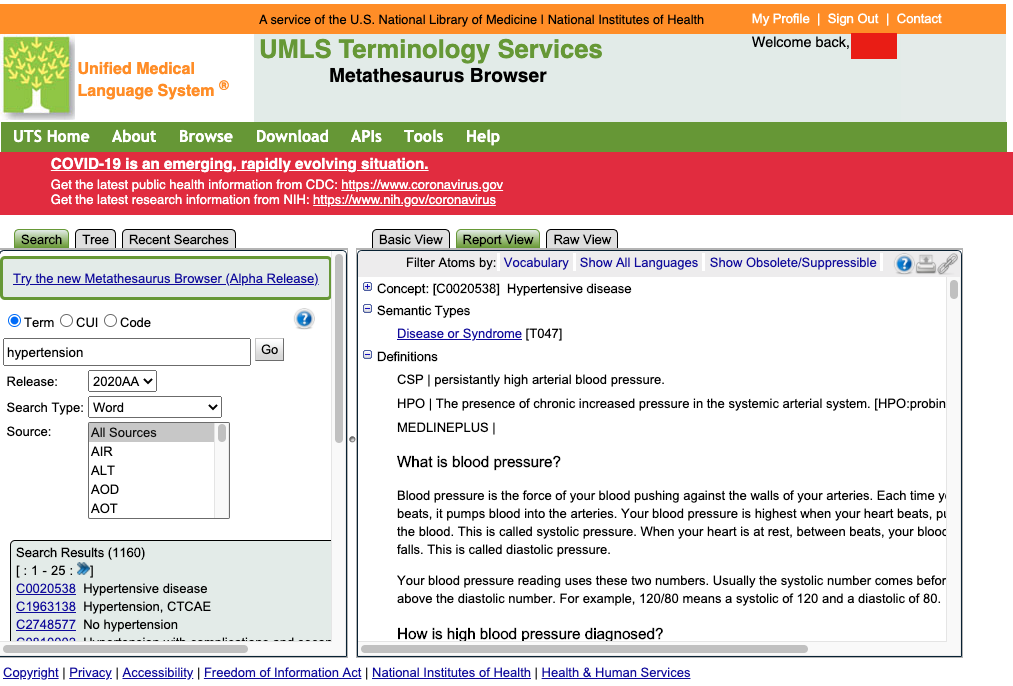 A service of the U.S. National Library of Medicine | National Institutes of Health
My Profile | Sign Out | Contact
Unified Medical
Language System ®
UMLS Terminology Services
Metathesaurus Browser
Welcome back,
UTS Home About Browse Download APIs Tools Help
COVID-19 is an emerging, rapidly evolving situation.
Get the latest public health information from CDC: https://www.coronavirus.gov
Get the latest research information from NIH: https://www.nih.gov/coronavirus
Search Tree Recent Searches
Try the new Metathesaurus Browser (Alpha Release)
Term CUI Code
hypertension Go
Release: 2020AA
Search Type: Word
Source: All Sources
AIR
ALT
AOD
AOT
Search Results (1160)
[ : 1 - 25 : ]
C0020538 Hypertensive disease
C1963138 Hypertension, CTCAE
C2748577 No hypertension
Hypertension with complications and
Basic View Report View Raw View
Filter Atoms by: Vocabulary Show All Languages Show Obsolete/Suppressible
Concept: [C0020538] Hypertensive disease
Semantic Types
Disease or Syndrome [T047]
Definitions
CSP | persistantly high arterial blood pressure.
HPO | The presence of chronic increased pressure in the systemic arterial system. [HPO:probin
MEDLINEPLUS |
What is blood pressure?
Blood pressure is the force of your blood pushing against the walls of your arteries. Each time
beats, it pumps blood into the arteries. Your blood pressure is highest when your heart beats,
the blood. This is called systolic pressure. When your heart is at rest, between beats, your blood
falls. This is called diastolic pressure.
Your blood pressure reading uses these two numbers. Usually the systolic number comes befor
above the diastolic number. For example, 120/80 means a systolic of 120 and a diastolic of 80.
How is high blood pressure diagnosed?
Copyright | Privacy | Accessibility | Freedom of Information Act | National Institutes of Health | Health & Human Services